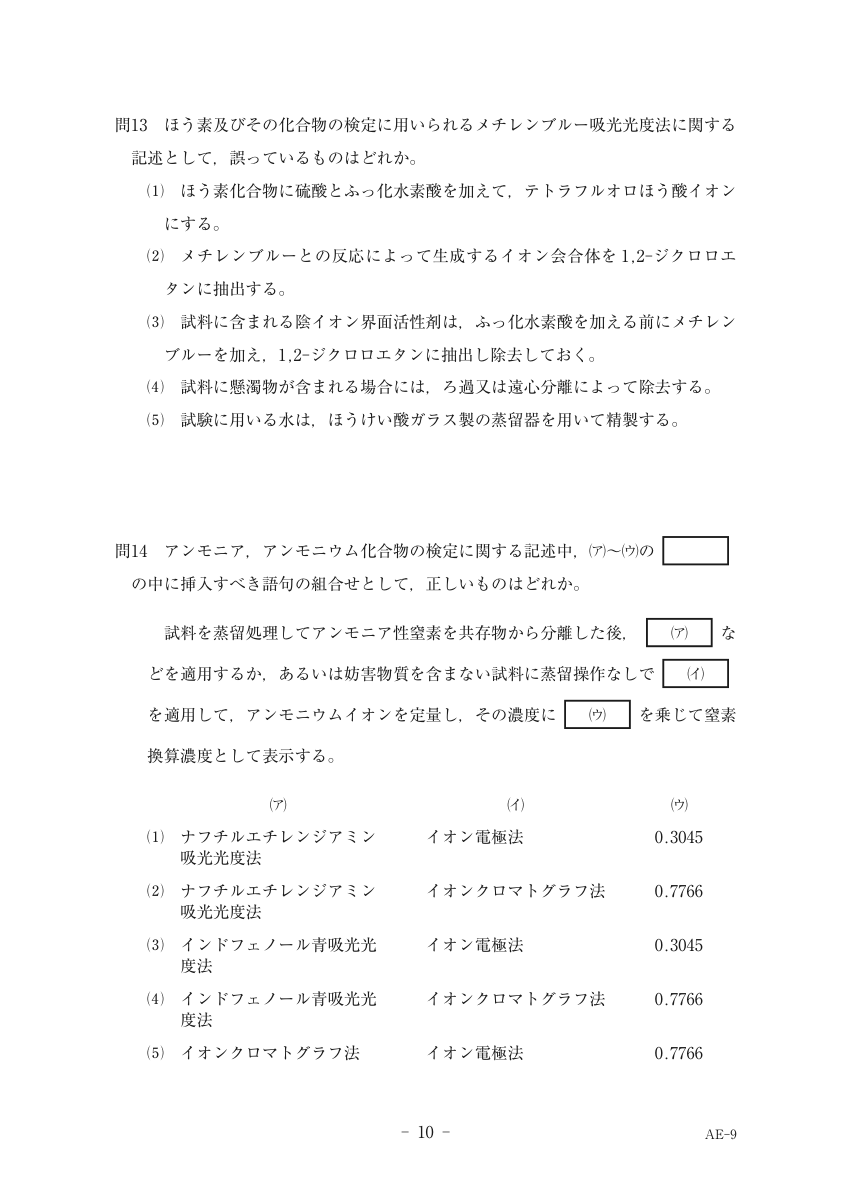 問13　ほう素及びその化合物の検定に用いられるメチレンブルー吸光光度法に関する
記述として，誤っているものはどれか。
⑴　ほう素化合物に硫酸とふっ化水素酸を加えて，テトラフルオロほう酸イオン
にする。
⑵　メチレンブルーとの反応によって生成するイオン会合体を 1,2−ジクロロエ
タンに抽出する。
⑶　試料に含まれる陰イオン界面活性剤は，ふっ化水素酸を加える前にメチレン
ブルーを加え，1,2−ジクロロエタンに抽出し除去しておく。
⑷　試料に懸濁物が含まれる場合には，ろ過又は遠心分離によって除去する。
⑸　試験に用いる水は，ほうけい酸ガラス製の蒸留器を用いて精製する。
問14　アンモニア，アンモニウム化合物の検定に関する記述中，㋐～㋒の
の中に挿入すべき語句の組合せとして，正しいものはどれか。
試料を蒸留処理してアンモニア性窒素を共存物から分離した後，(ア) な
どを適用するか，あるいは妨害物質を含まない試料に蒸留操作なしで (イ)
を適用して，アンモニウムイオンを定量し，その濃度に (ウ) を乗じて窒素
換算濃度として表示する。
(ア)　(イ)　(ウ)
⑴　ナフチルエチレンジアミン　イオン電極法　0.3045
吸光光度法
⑵　ナフチルエチレンジアミン　イオンクロマトグラフ法　0.7766
吸光光度法
⑶　インドフェノール青吸光光　イオン電極法　0.3045
度法
⑷　インドフェノール青吸光光　イオンクロマトグラフ法　0.7766
度法
⑸　イオンクロマトグラフ法　イオン電極法　0.7766
− 10 −
AE−9